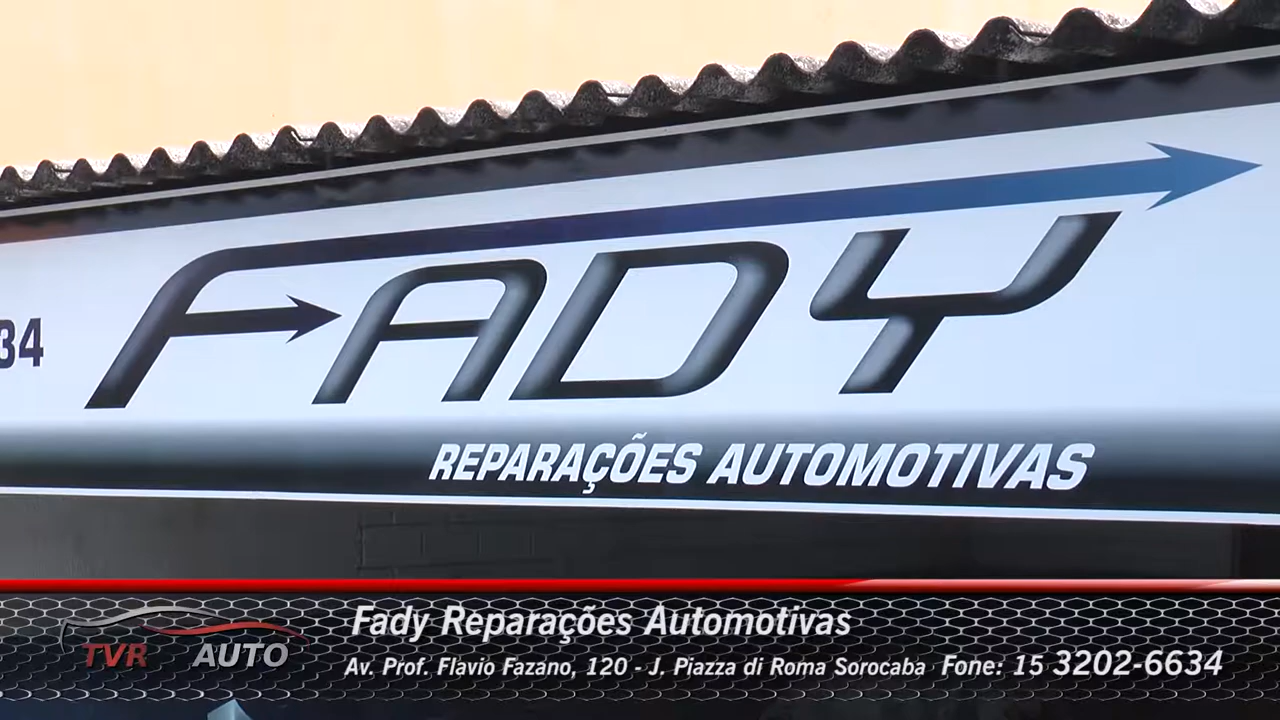 34
FADY
REPARAÇÕES AUTOMOTIVAS
Fady Reparações Automotivas
TVR AUTO
Av. Prof. Flavio Fazano, 120 - J. Piazza di Roma Sorocaba Fone: 15 3202-6634